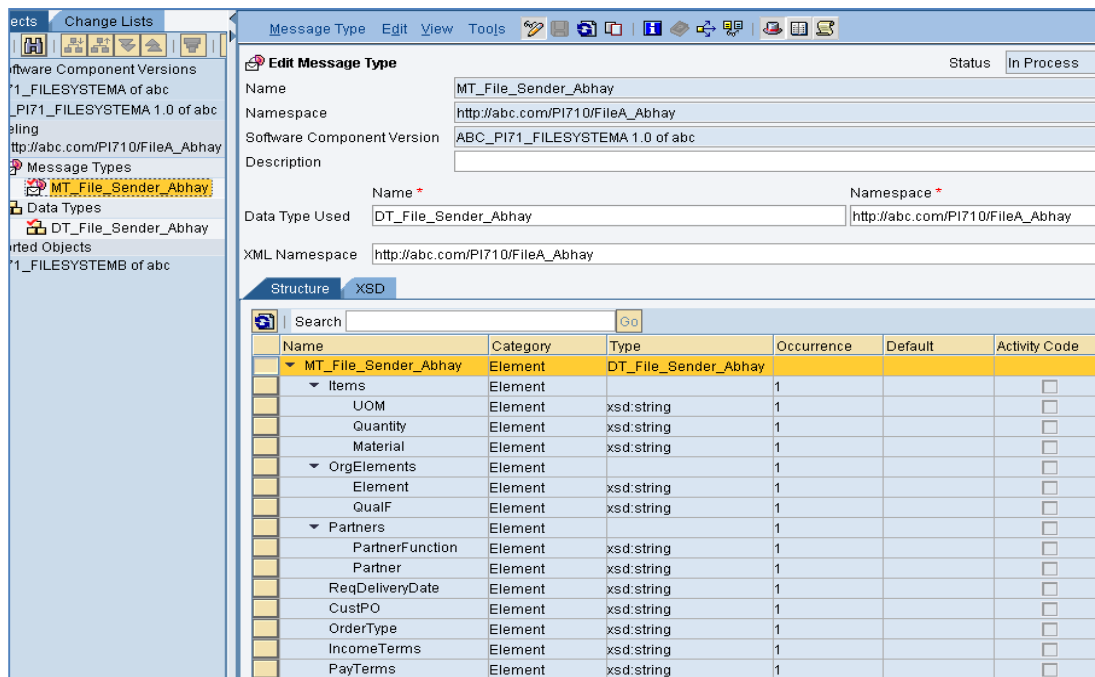 ects Change Lists
Message Type Edit View Tools
ftware Component Versions
1_FILESYSTEMA of abc
_PI71_FILESYSTEMA 1.0 of abc
eling
ttp://abc.com/PI710/FileA_Abhay
Message Types
MT_File_Sender_Abhay
Data Types
DT_File_Sender_Abhay
rted Objects
1_FILESYSTEMB of abc
Edit Message Type Status In Process
Name MT_File_Sender_Abhay
Namespace http://abc.com/PI710/FileA_Abhay
Software Component Version ABC_PI71_FILESYSTEMA 1.0 of abc
Description
Name * Namespace *
Data Type Used DT_File_Sender_Abhay http://abc.com/PI710/FileA_Abhay
XML Namespace http://abc.com/PI710/FileA_Abhay
Structure XSD
Search Go
Name Category Type Occurrence Default Activity Code
MT_File_Sender_Abhay Element DT_File_Sender_Abhay
Items Element 1
UOM Element xsd:string 1
Quantity Element xsd:string 1
Material Element xsd:string 1
OrgElements Element 1
Element Element xsd:string 1
QualF Element xsd:string 1
Partners Element 1
PartnerFunction Element xsd:string 1
Partner Element xsd:string 1
ReqDeliveryDate Element xsd:string 1
CustPO Element xsd:string 1
OrderType Element xsd:string 1
IncomeTerms Element xsd:string 1
PayTerms Element xsd:string 1